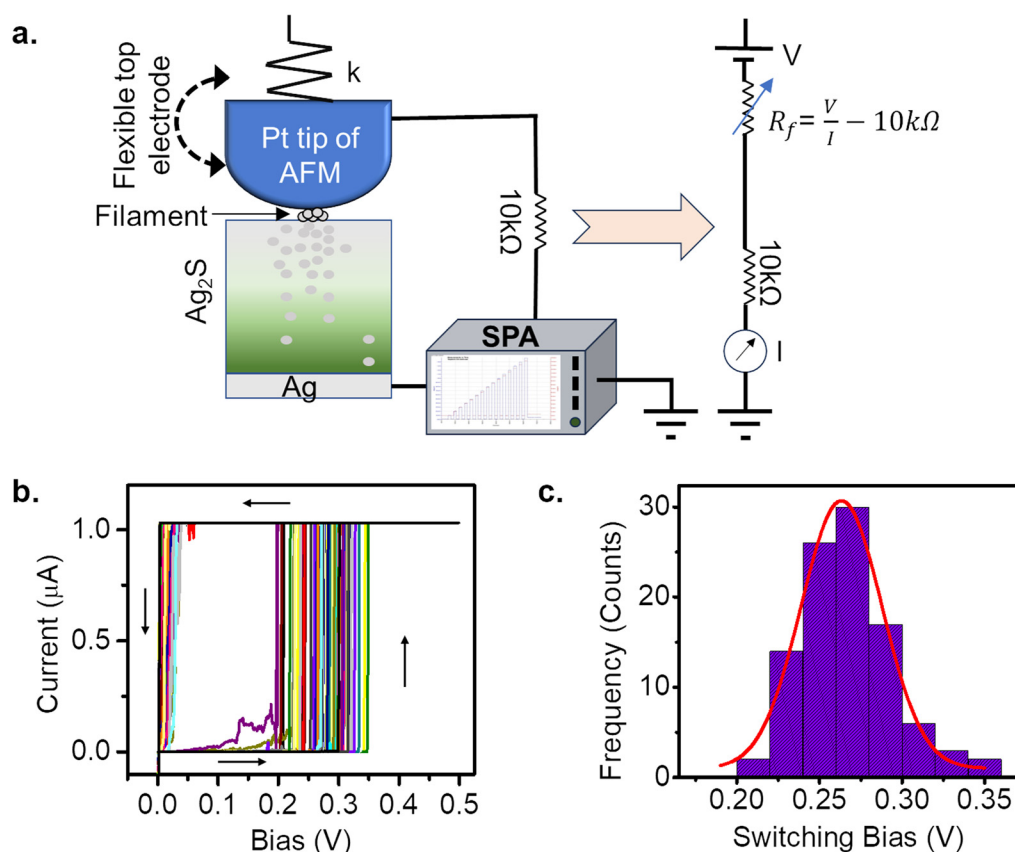 a.
Flexible top
electrode
k
Pt tip of
AFM
Filament
Ag₂S
Ag
10kΩ
SPA
V
R_f = V/I − 10kΩ
10kΩ
I
b.
Current (μA)
1.0
0.5
0.0
0.0 0.1 0.2 0.3 0.4 0.5
Bias (V)
c.
Frequency (Counts)
30
20
10
0
0.20 0.25 0.30 0.35
Switching Bias (V)